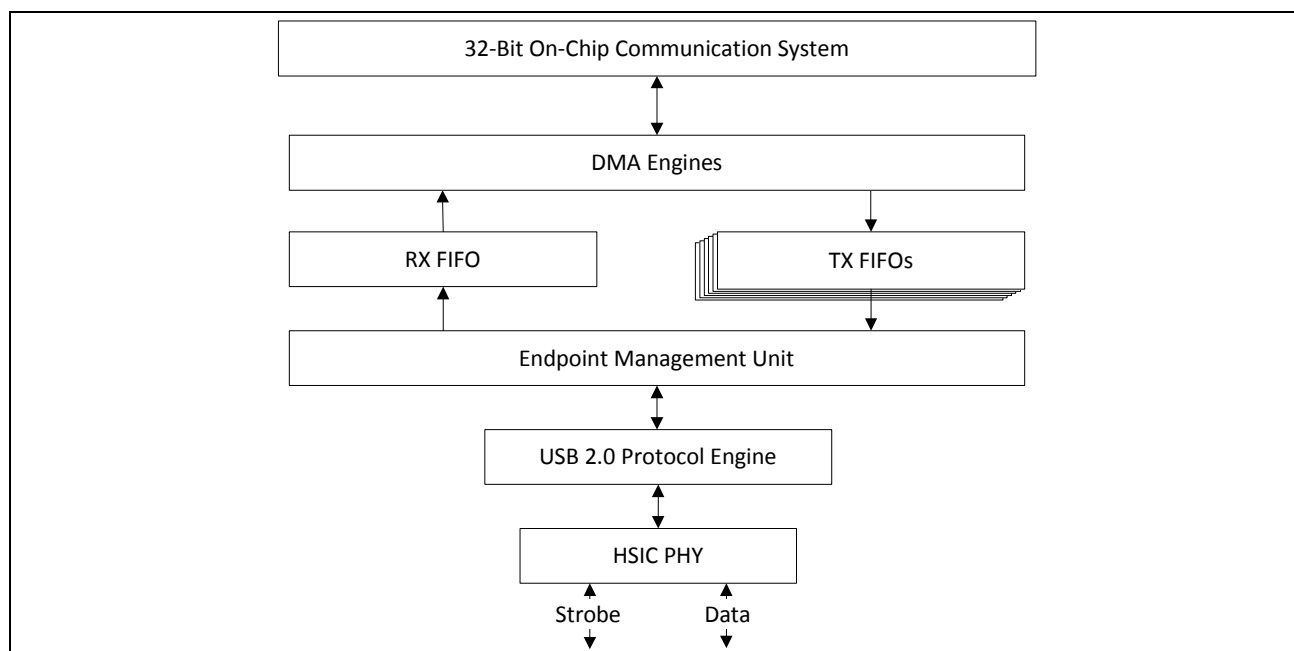 32-Bit On-Chip Communication System
DMA Engines
RX FIFO
TX FIFOs
Endpoint Management Unit
USB 2.0 Protocol Engine
HSIC PHY
Strobe
Data